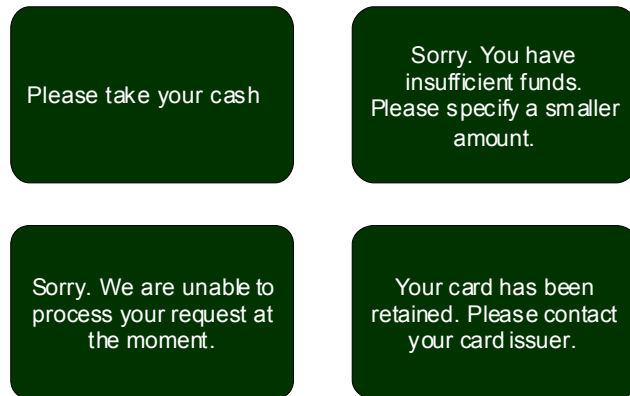 Please take your cash
Sorry. You have
insufficient funds.
Please specify a smaller
amount.
Sorry. We are unable to
process your request at
the moment.
Your card has been
retained. Please contact
your card issuer.